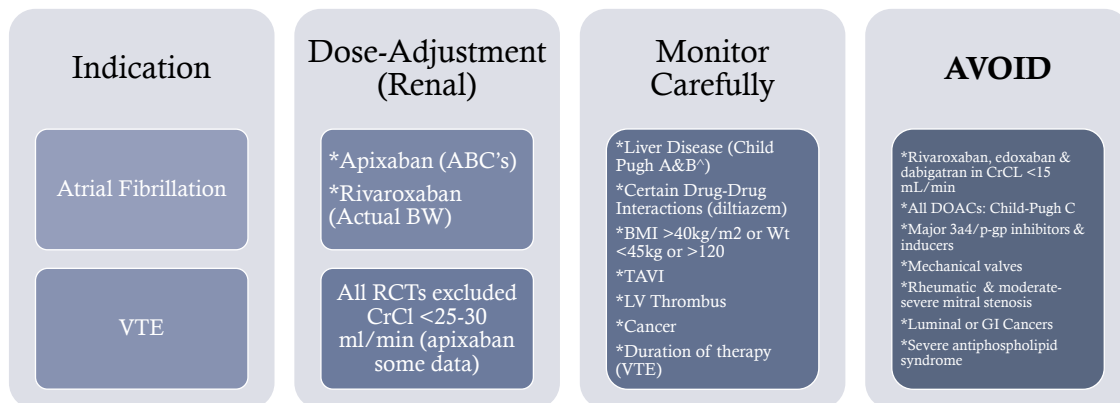 Indication
Atrial Fibrillation
VTE
Dose-Adjustment
(Renal)
*Apixaban (ABC's)
*Rivaroxaban
(Actual BW)
All RCTs excluded
CrCl <25-30
ml/min (apixaban
some data)
Monitor
Carefully
*Liver Disease (Child
Pugh A&B^)
*Certain Drug-Drug
Interactions (diltiazem)
*BMI >40kg/m2 or Wt
<45kg or >120
*TAVI
*LV Thrombus
*Cancer
*Duration of therapy
(VTE)
AVOID
*Rivaroxaban, edoxaban &
dabigatran in CrCL <15
mL/min
*All DOACs: Child-Pugh C
*Major 3a4/p-gp inhibitors &
inducers
*Mechanical valves
*Rheumatic & moderate-
severe mitral stenosis
*Luminal or GI Cancers
*Severe antiphospholipid
syndrome